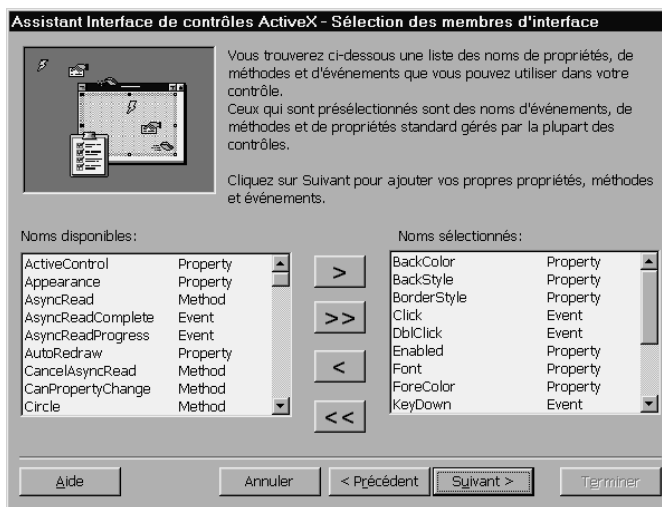 Assistant Interface de contrôles ActiveX - Sélection des membres d'interface
Vous trouverez ci-dessous une liste des noms de propriétés, de
méthodes et d'événements que vous pouvez utiliser dans votre
contrôle.
Ceux qui sont présélectionnés sont des noms d'événements, de
méthodes et de propriétés standard gérés par la plupart des
contrôles.
Cliquez sur Suivant pour ajouter vos propres propriétés, méthodes
et événements.
Noms disponibles:
ActiveControl Property
Appearance Property
AsyncRead Method
AsyncReadComplete Event
AsyncReadProgress Event
AutoRedraw Property
CancelAsyncRead Method
CanPropertyChange Method
Circle Method
>
>>
<
<<
Noms sélectionnés:
BackColor Property
BackStyle Property
BorderStyle Property
Click Event
DblClick Event
Enabled Property
Font Property
ForeColor Property
KeyDown Event
Aide Annuler < Précédent Suivant > Terminer